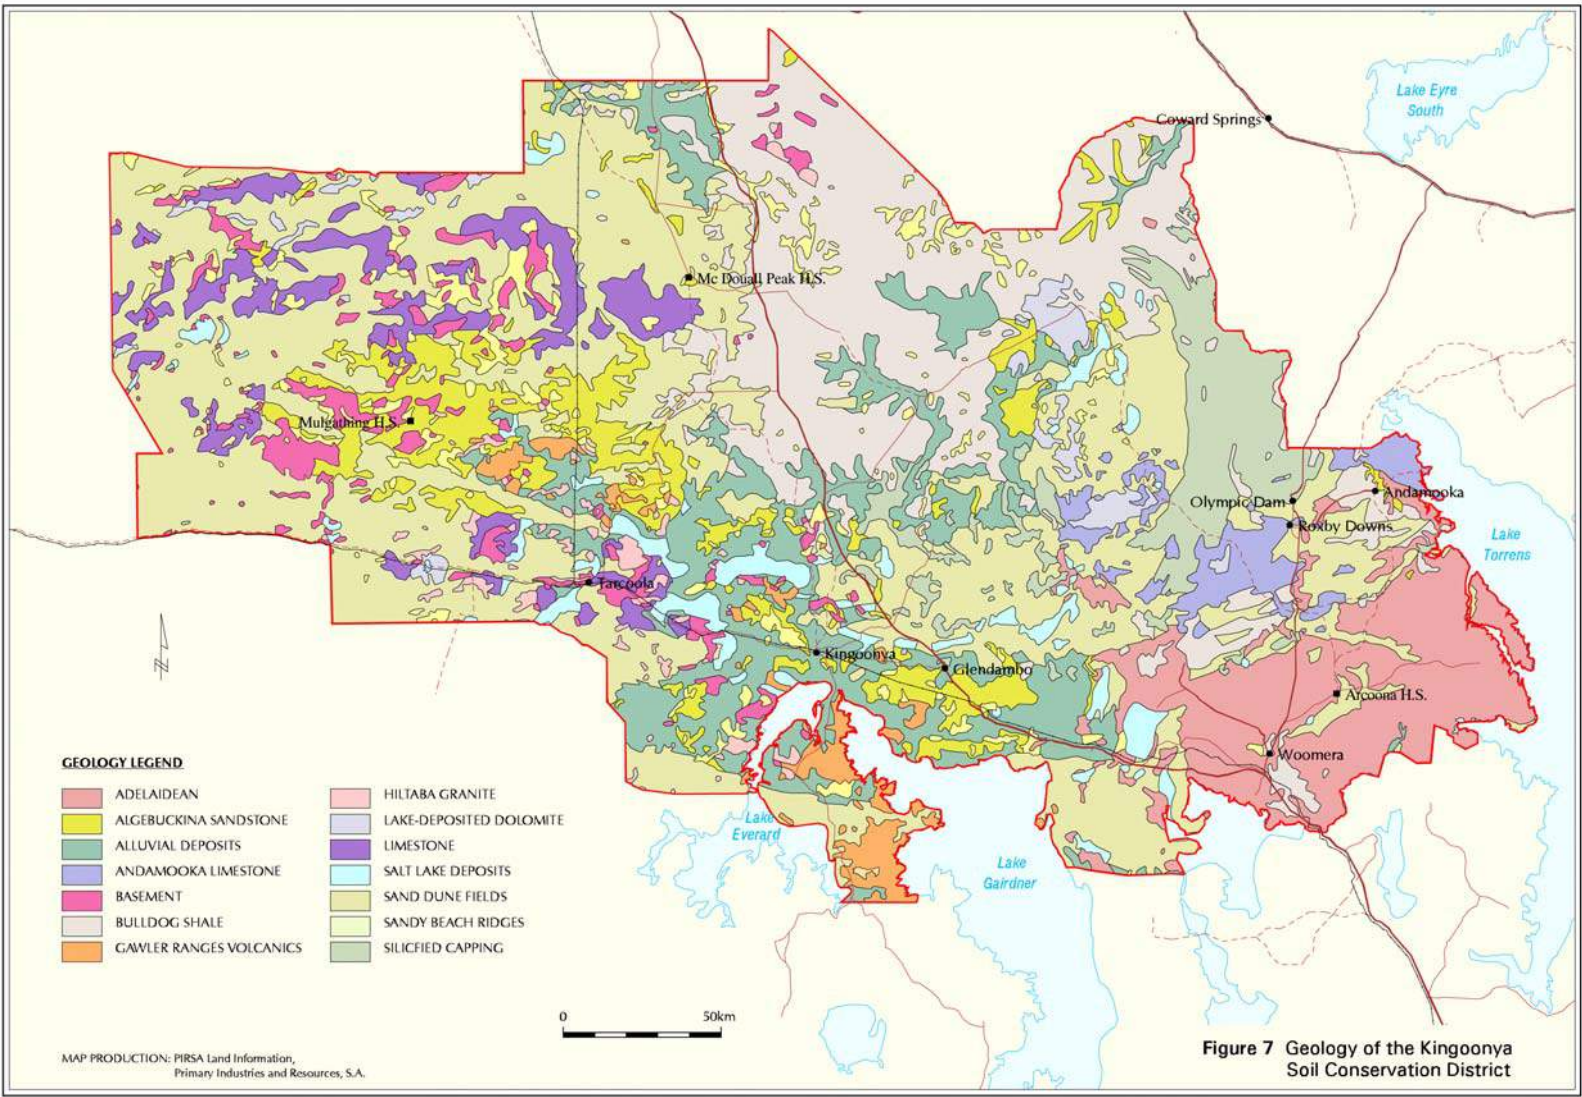 Lake Eyre
South
Coward Springs
Mc Douall Peak H.S.
Mulgathing H.S.
Olympic Dam
Andamooka
Roxby Downs
Lake
Torrens
Tarcoola
Kingoonya
Glendambo
Arcoona H.S.
Woomera
N
Lake
Everard
Lake
Gairdner
GEOLOGY LEGEND
ADELAIDEAN
ALGEBUCKINA SANDSTONE
ALLUVIAL DEPOSITS
ANDAMOOKA LIMESTONE
BASEMENT
BULLDOG SHALE
GAWLER RANGES VOLCANICS
HILTABA GRANITE
LAKE-DEPOSITED DOLOMITE
LIMESTONE
SALT LAKE DEPOSITS
SAND DUNE FIELDS
SANDY BEACH RIDGES
SILICFIED CAPPING
0 50km
MAP PRODUCTION: PIRSA Land Information,
Primary Industries and Resources, S.A.
Figure 7 Geology of the Kingoonya
Soil Conservation District